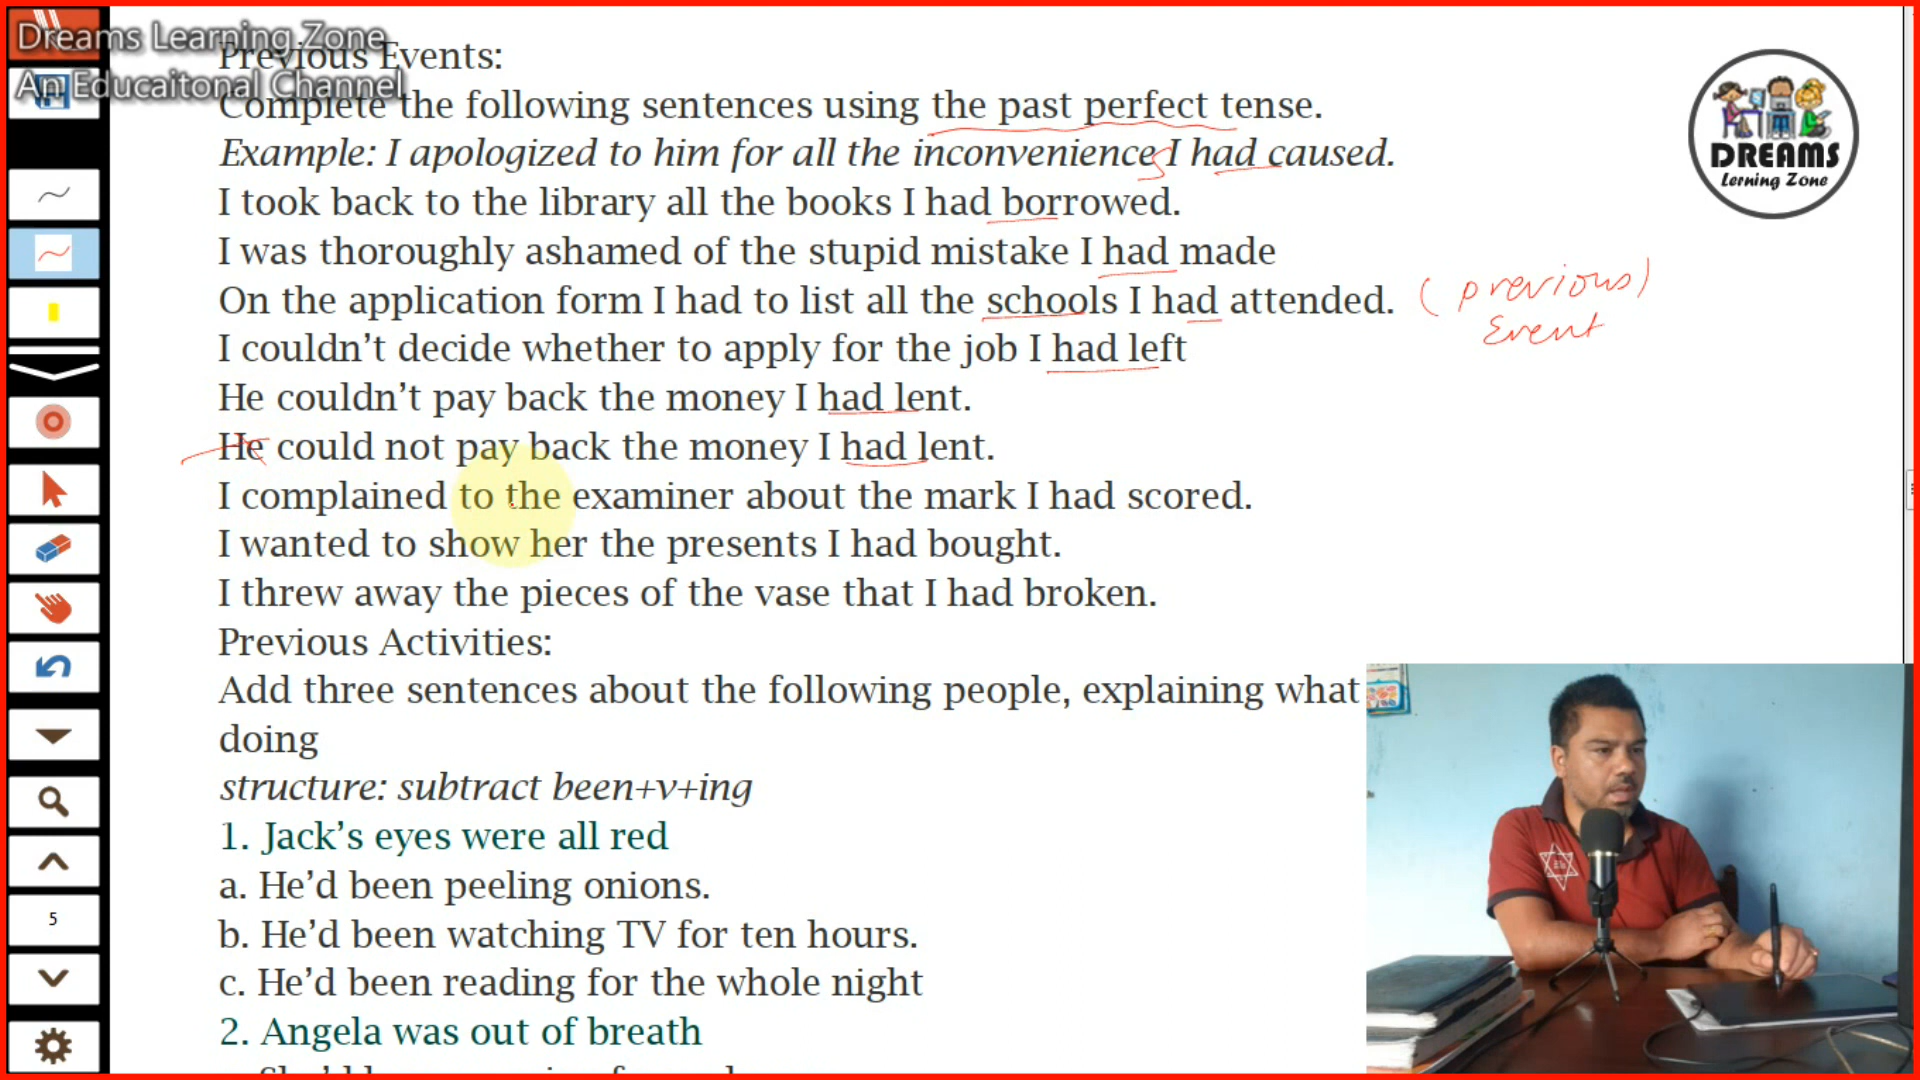 Dreams Learning Zone
An Educaitonal Channel
Previous Events:
Complete the following sentences using the past perfect tense.
Example: I apologized to him for all the inconvenience I had caused.
s
I took back to the library all the books I had borrowed.
I was thoroughly ashamed of the stupid mistake I had made
On the application form I had to list all the schools I had attended.
(previous)
Event
I couldn't decide whether to apply for the job I had left
He couldn't pay back the money I had lent.
He could not pay back the money I had lent.
I complained to the examiner about the mark I had scored.
I wanted to show her the presents I had bought.
I threw away the pieces of the vase that I had broken.
Previous Activities:
Add three sentences about the following people, explaining what
doing
structure: subtract been+v+ing
1. Jack's eyes were all red
a. He'd been peeling onions.
b. He'd been watching TV for ten hours.
c. He'd been reading for the whole night
2. Angela was out of breath
DREAMS
Lerning Zone
5